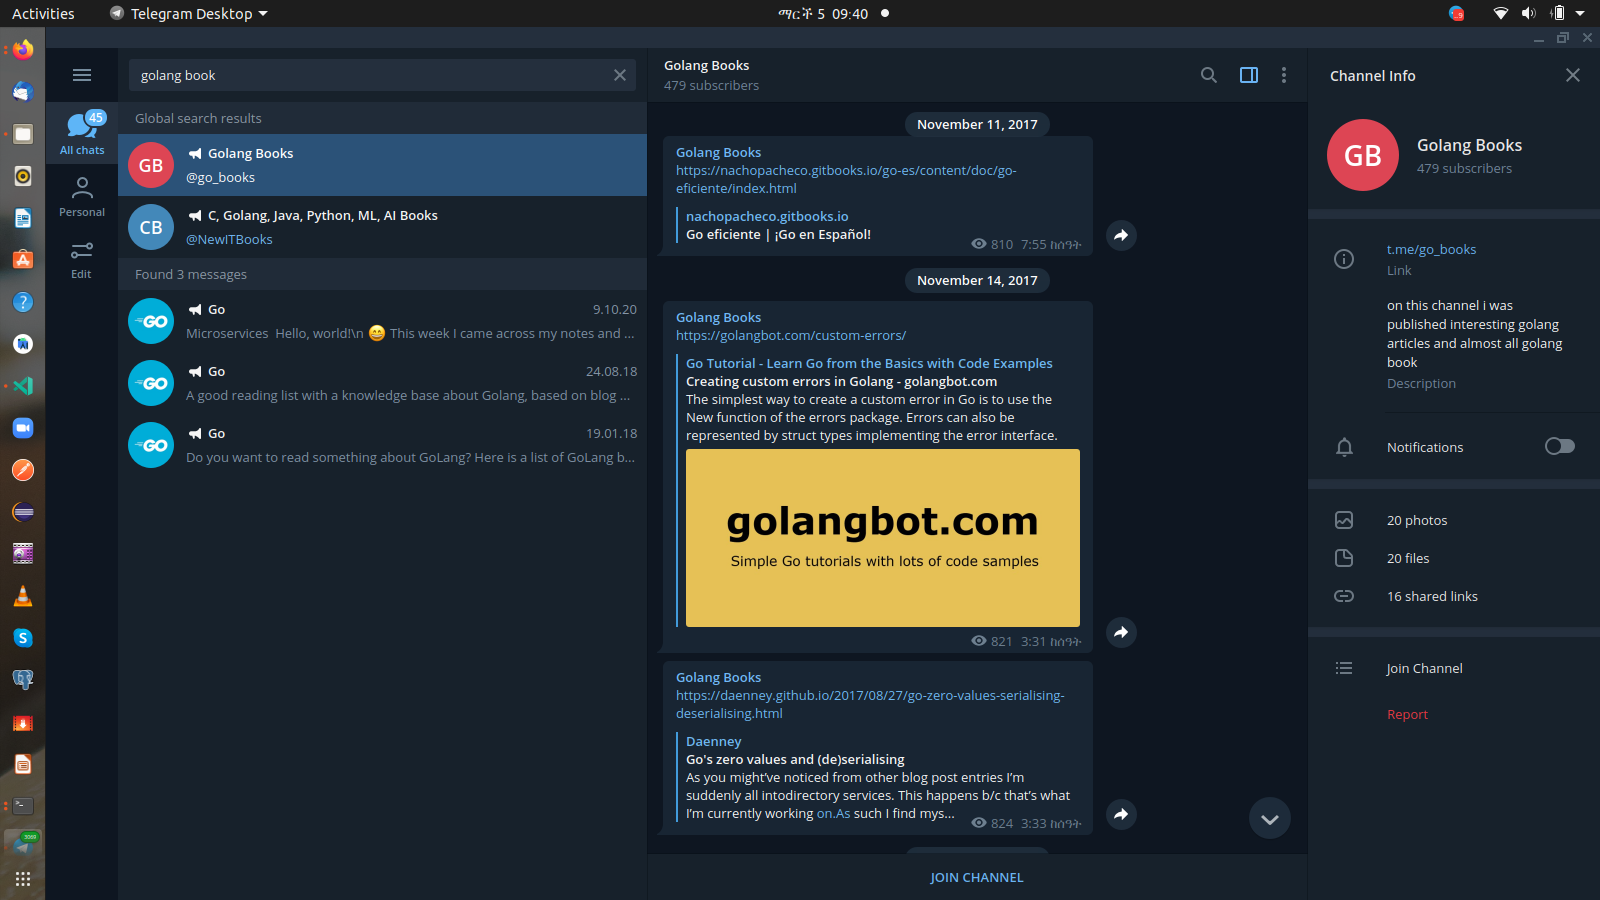 Activities
Telegram Desktop
ማርች 5 09:40
golang book
45
All chats
Personal
Edit
Global search results
GB
Golang Books
@go_books
CB
C, Golang, Java, Python, ML, AI Books
@NewITBooks
Found 3 messages
GO
Go
9.10.20
Microservices Hello, world!\n 😄 This week I came across my notes and ...
GO
Go
24.08.18
A good reading list with a knowledge base about Golang, based on blog ...
GO
Go
19.01.18
Do you want to read something about GoLang? Here is a list of GoLang b...
Golang Books
479 subscribers
November 11, 2017
Golang Books
https://nachopacheco.gitbooks.io/go-es/content/doc/go-
eficiente/index.html
nachopacheco.gitbooks.io
Go eficiente | ¡Go en Español!
810 7:55 ከሰዓት
November 14, 2017
Golang Books
https://golangbot.com/custom-errors/
Go Tutorial - Learn Go from the Basics with Code Examples
Creating custom errors in Golang - golangbot.com
The simplest way to create a custom error in Go is to use the
New function of the errors package. Errors can also be
represented by struct types implementing the error interface.
golangbot.com
Simple Go tutorials with lots of code samples
821 3:31 ከሰዓት
Golang Books
https://daenney.github.io/2017/08/27/go-zero-values-serialising-
deserialising.html
Daenney
Go's zero values and (de)serialising
As you might’ve noticed from other blog post entries I’m
suddenly all intodirectory services. This happens b/c that’s what
I’m currently working on.As such I find mys...
824 3:33 ከሰዓት
JOIN CHANNEL
Channel Info
GB
Golang Books
479 subscribers
t.me/go_books
Link
on this channel i was
published interesting golang
articles and almost all golang
book
Description
Notifications
20 photos
20 files
16 shared links
Join Channel
Report